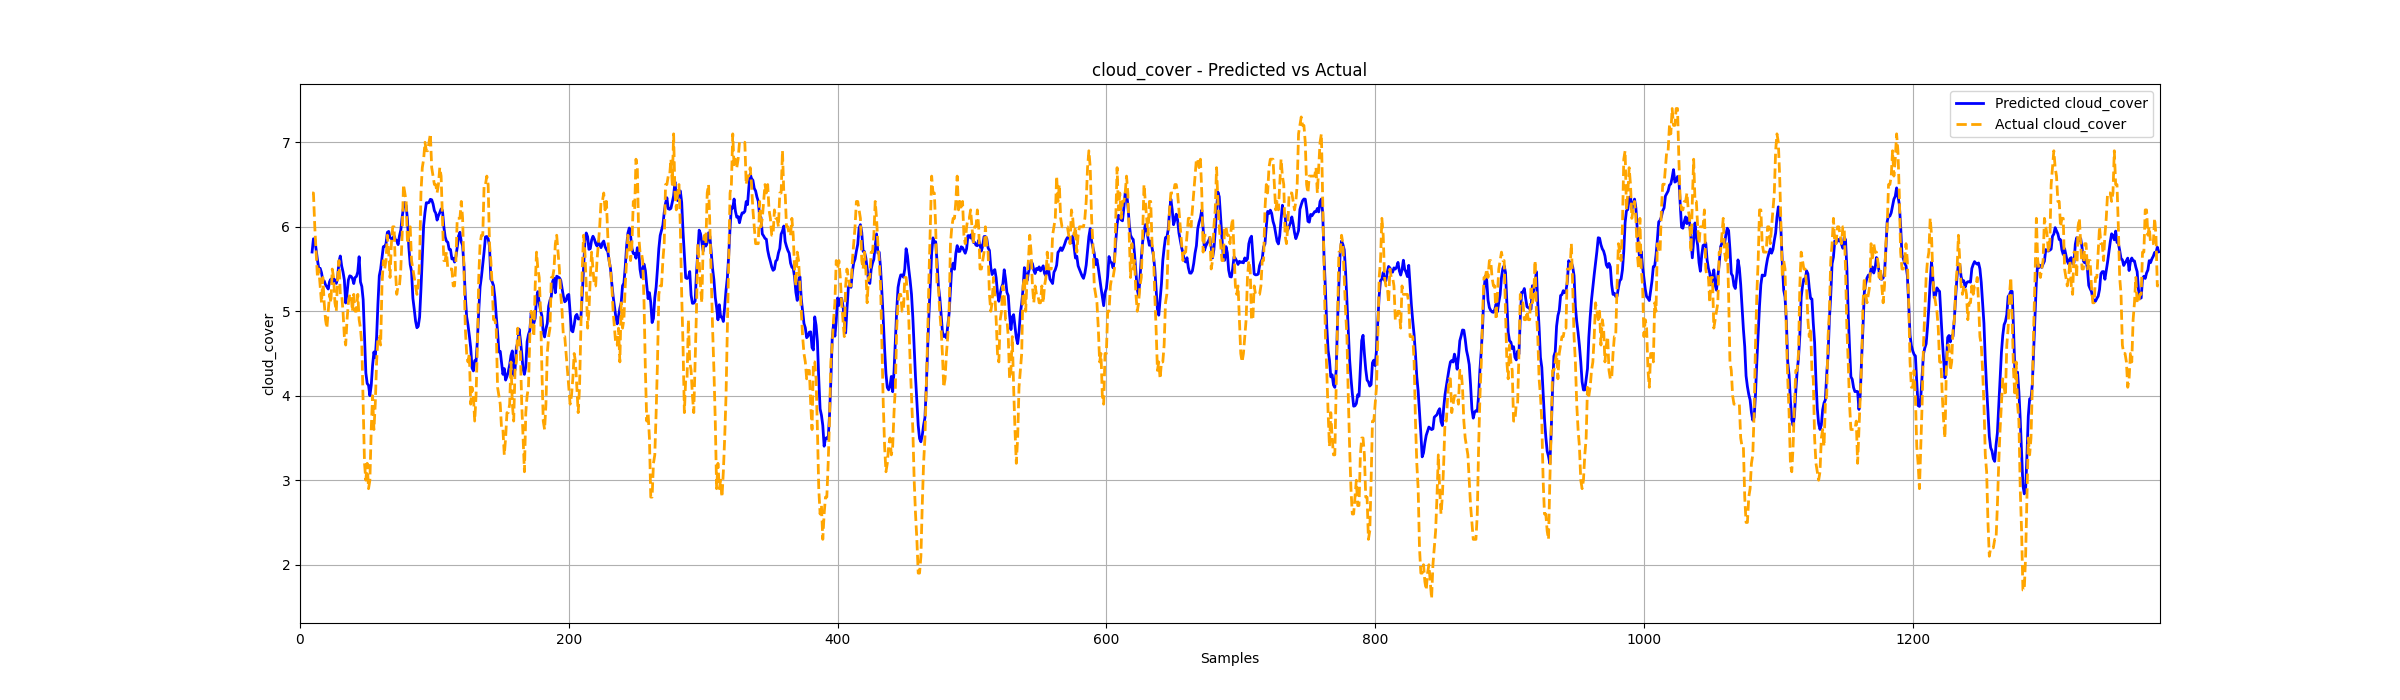 cloud_cover - Predicted vs Actual
Predicted cloud_cover
Actual cloud_cover
7
6
5
4
3
2
cloud_cover
0
200
400
600
800
1000
1200
Samples